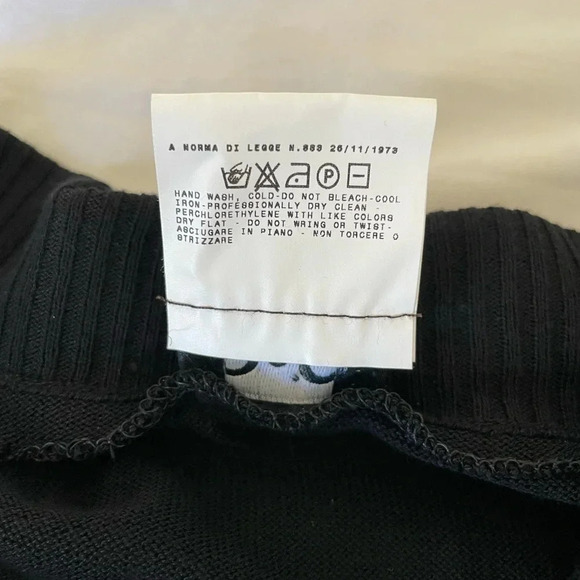 A NORMA DI LEGGE N.883 26/11/1973
P
HAND WASH, COLD-DO NOT BLEACH-COOL
IRON-PROFESSIONALLY DRY CLEAN -
PERCHLORETHYLENE WITH LIKE COLORS
DRY FLAT - DO NOT WRING OR TWIST-
ASCIUGARE IN PIANO - NON TORCERE O
STRIZZARE